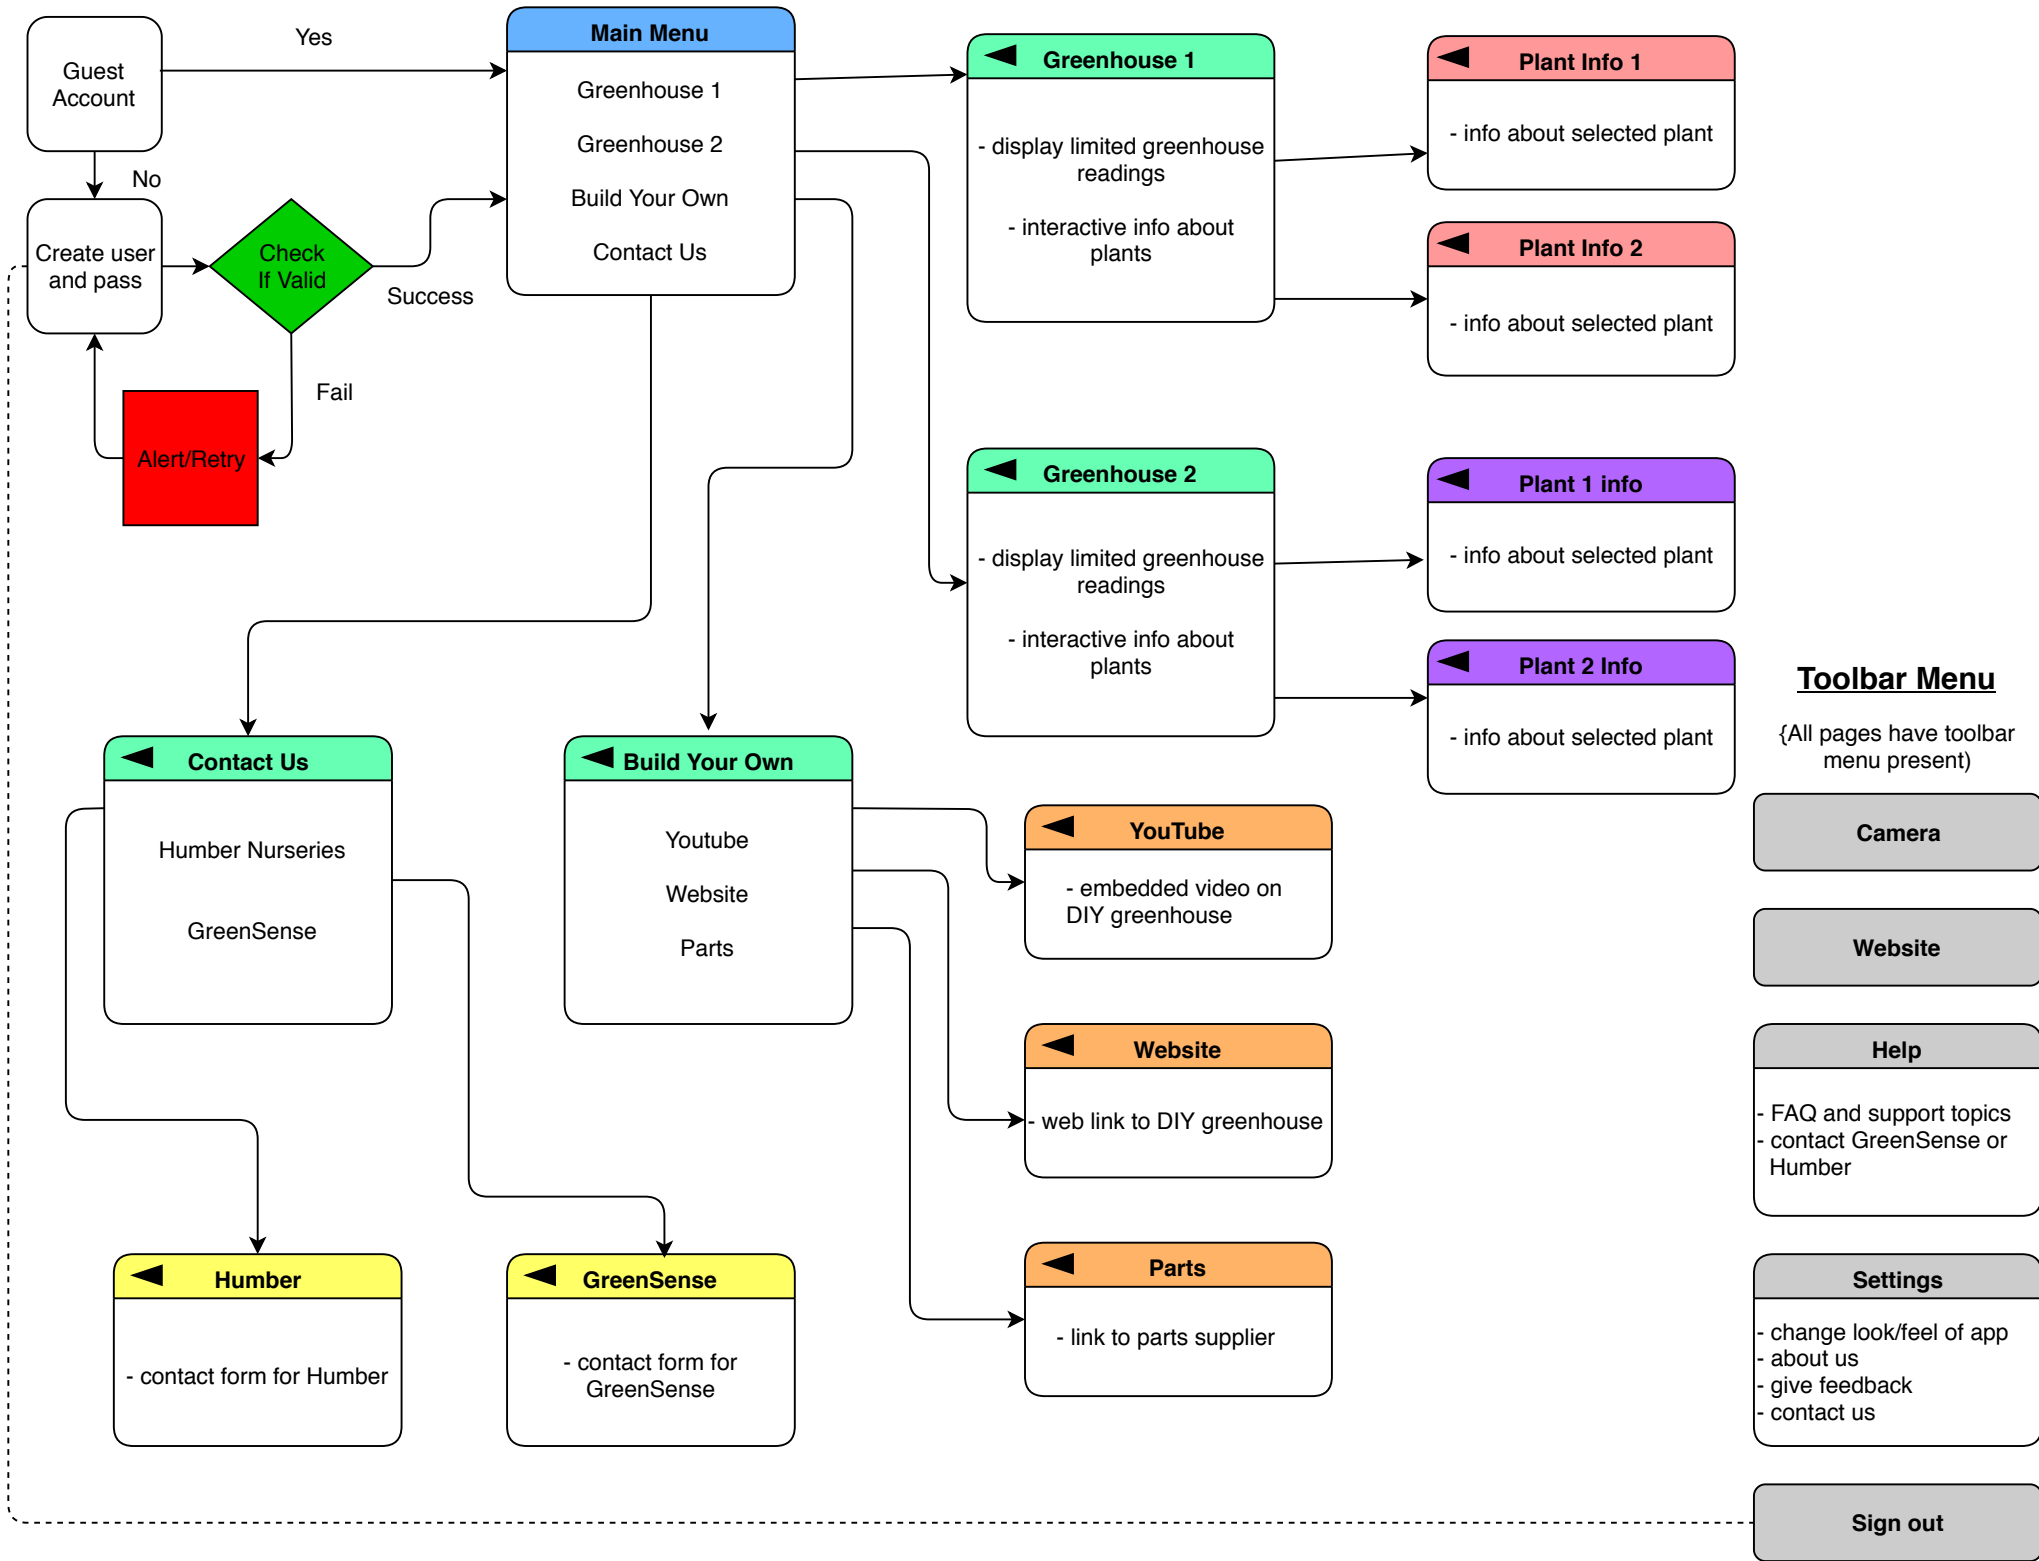 Guest
Account
Yes
No
Create user
and pass
Check
If Valid
Success
Fail
Alert/Retry
Main Menu
Greenhouse 1
Greenhouse 2
Build Your Own
Contact Us
Greenhouse 1
- display limited greenhouse
readings
- interactive info about
plants
Plant Info 1
- info about selected plant
Plant Info 2
- info about selected plant
Greenhouse 2
- display limited greenhouse
readings
- interactive info about
plants
Plant 1 info
- info about selected plant
Plant 2 Info
- info about selected plant
Contact Us
Humber Nurseries
GreenSense
Build Your Own
Youtube
Website
Parts
YouTube
- embedded video on
DIY greenhouse
Website
- web link to DIY greenhouse
Parts
- link to parts supplier
Humber
- contact form for Humber
GreenSense
- contact form for
GreenSense
Toolbar Menu
{All pages have toolbar
menu present)
Camera
Website
Help
- FAQ and support topics
- contact GreenSense or
Humber
Settings
- change look/feel of app
- about us
- give feedback
- contact us
Sign out